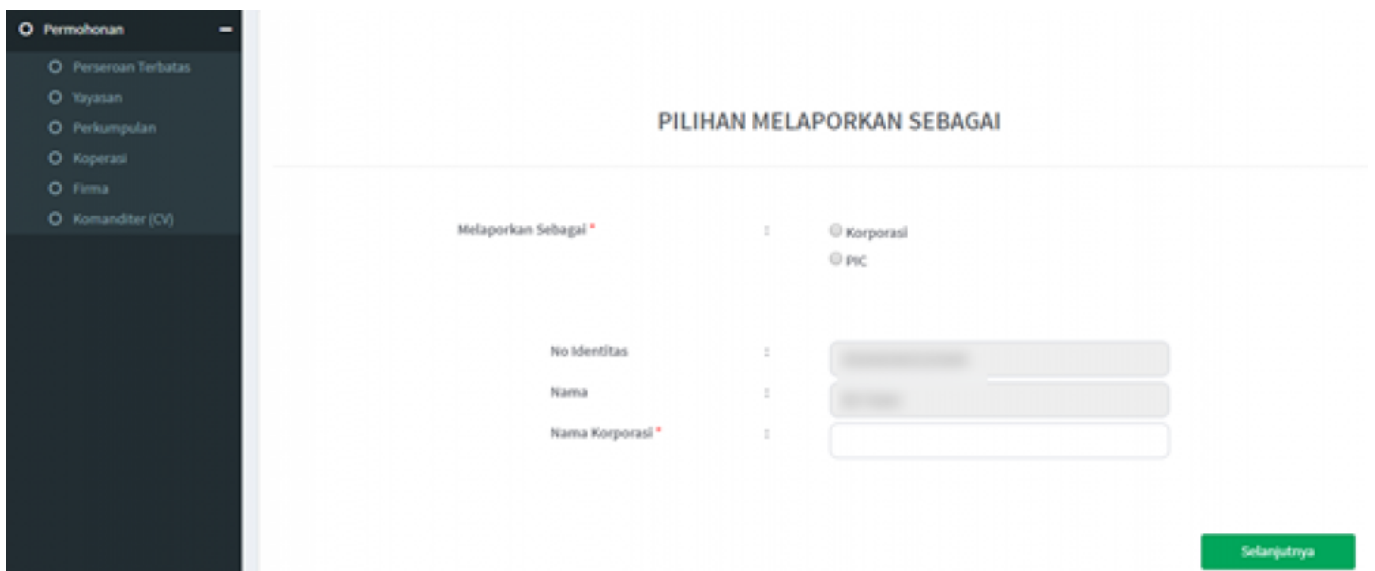 Permohonan
Perseroan Terbatas
Yayasan
Perkumpulan
Koperasi
Firma
Komanditer (CV)
PILIHAN MELAPORKAN SEBAGAI
Melaporkan Sebagai * : Korporasi
PIC
No Identitas :
Nama :
Nama Korporasi * :
Selanjutnya